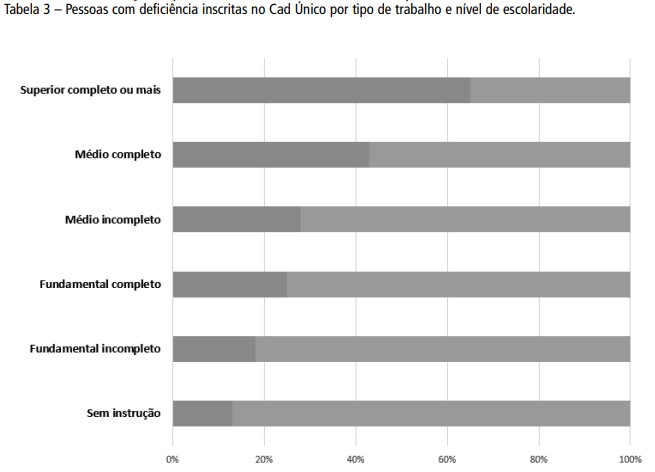 Tabela 3 – Pessoas com deficiência inscritas no Cad Único por tipo de trabalho e nível de escolaridade.
Superior completo ou mais
Médio completo
Médio incompleto
Fundamental completo
Fundamental incompleto
Sem instrução
0% 20% 40% 60% 80% 100%